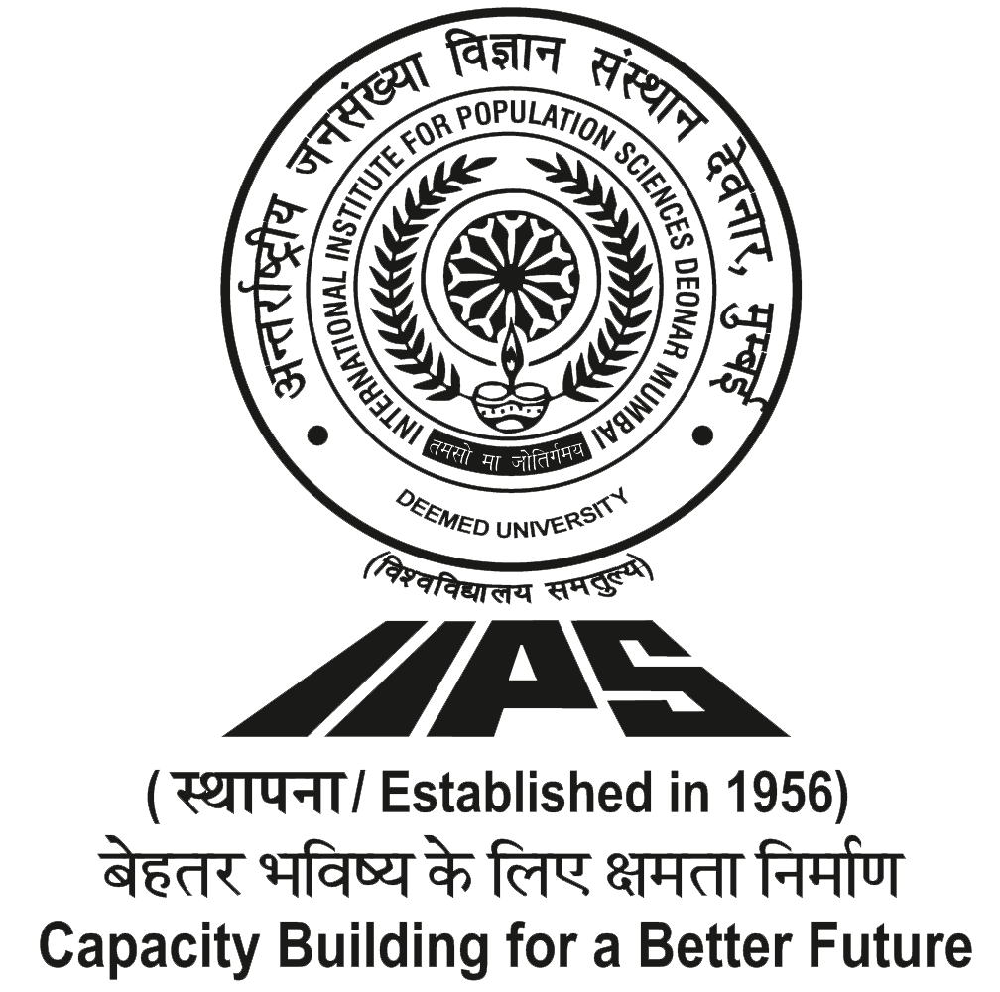 अन्तर्राष्ट्रीय जनसंख्या विज्ञान संस्थान देवनार, मुम्बई
INTERNATIONAL INSTITUTE FOR POPULATION SCIENCES DEONAR MUMBAI
तमसो मा जोतिर्गमय
DEEMED UNIVERSITY
(विश्वविद्यालय समतुल्य)
IIPS
( स्थापना / Established in 1956)
बेहतर भविष्य के लिए क्षमता निर्माण
Capacity Building for a Better Future